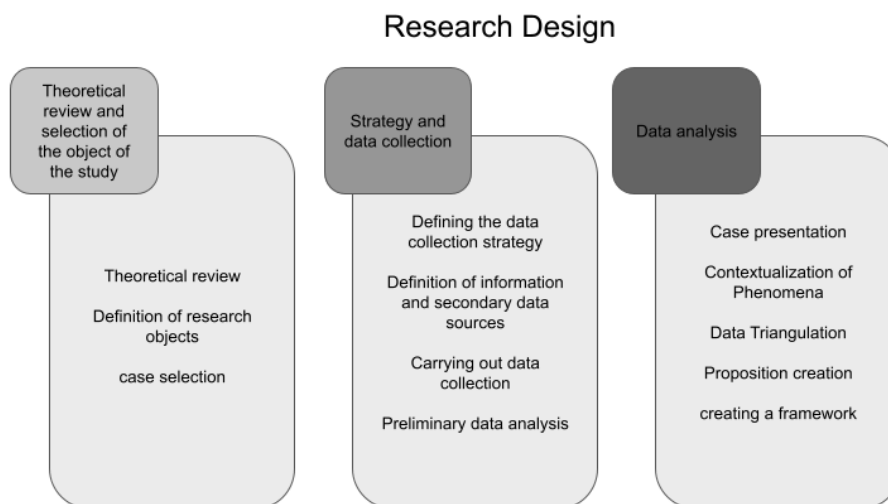 Research Design
Theoretical
review and
selection of
the object of
the study
Theoretical review
Definition of research
objects
case selection
Strategy and
data collection
Defining the data
collection strategy
Definition of information
and secondary data
sources
Carrying out data
collection
Preliminary data analysis
Data analysis
Case presentation
Contextualization of
Phenomena
Data Triangulation
Proposition creation
creating a framework